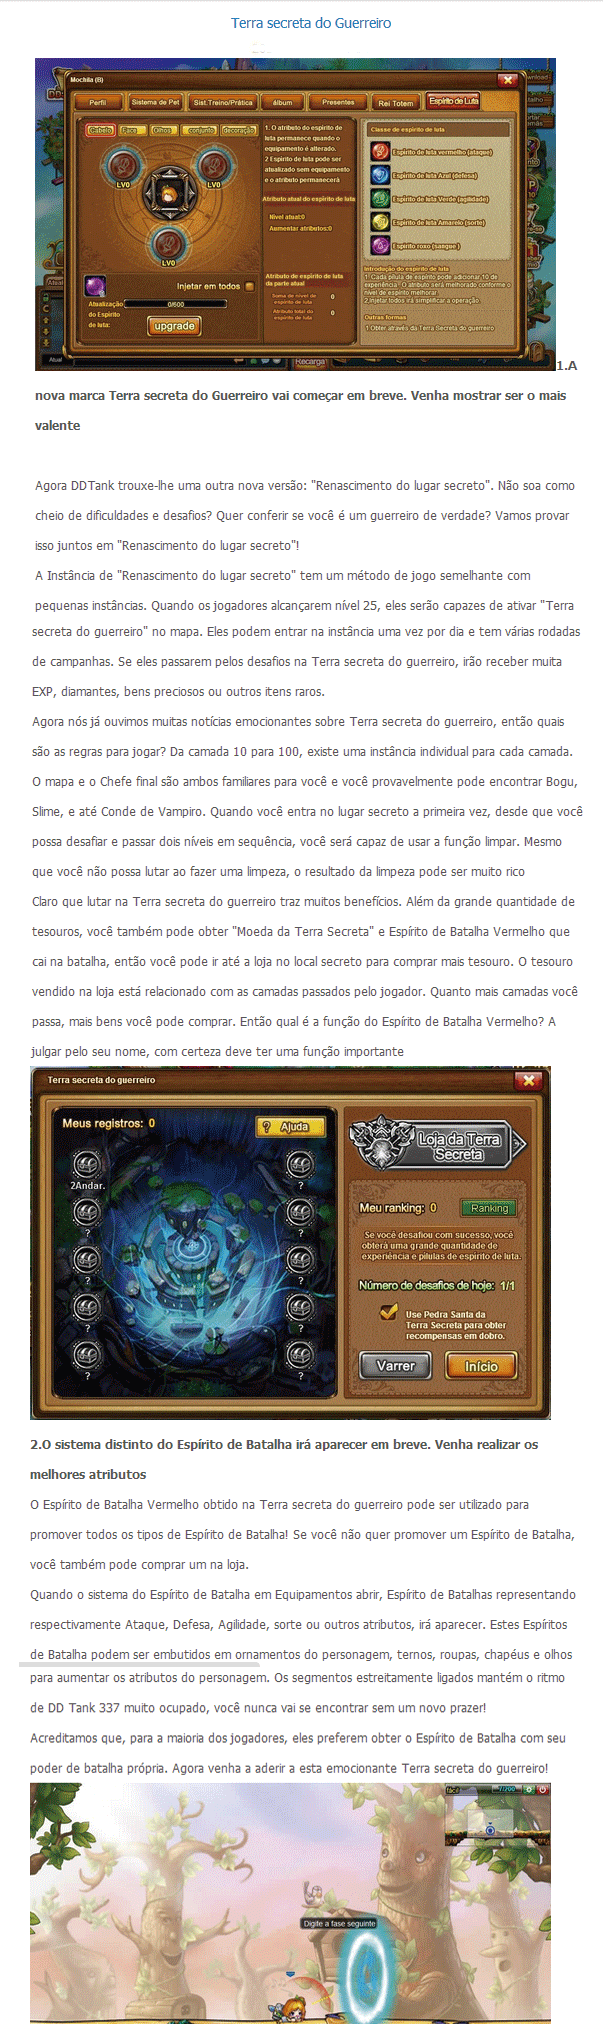 Terra secreta do Guerreiro
Mochila (B)
Perfil
Sistema de Pet
Sist.Treino/Prática
álbum
Presentes
Rei Totem
Espírito de Luta
Cabelo
Face
Olhos
conjunto
decoração
LV0
LV0
LV0
1. O atributo do espírito de
luta permanece quando o
equipamento é alterado.
2 Espírito de luta pode ser
atualizado sem equipamento
e o atributo permanecerá
Atributo atual do espírito de luta
Nível atual:0
Aumentar atributos:0
Injetar em todos
Atualização
do Espírito
de luta:
0/600
upgrade
Atributo de espírito de luta
da parte atual
Soma de nível de
espírito de luta
0
Atributo total do
espírito de luta
0
Classe de espírito de luta
Espírito de luta vermelho (ataque)
Espírito de luta Azul (defesa)
Espírito de luta Verde (agilidade)
Espírito de luta Amarelo (sorte)
Espírito roxo (sangue )
Introdução do espírito de luta
1 Cada pílula de espírito pode adicionar 10 de
experiência. O atributo será melhorado conforme o
nível de espírito melhorar.
2.Injetar todos irá simplificar a operação.
Outras formas
1.Obter através da Terra Secreta do guerreiro
Atual
Recarga
1.A
nova marca Terra secreta do Guerreiro vai começar em breve. Venha mostrar ser o mais
valente
Agora DDTank trouxe-lhe uma outra nova versão: "Renascimento do lugar secreto". Não soa como
cheio de dificuldades e desafios? Quer conferir se você é um guerreiro de verdade? Vamos provar
isso juntos em "Renascimento do lugar secreto"!
A Instância de "Renascimento do lugar secreto" tem um método de jogo semelhante com
pequenas instâncias. Quando os jogadores alcançarem nível 25, eles serão capazes de ativar "Terra
secreta do guerreiro" no mapa. Eles podem entrar na instância uma vez por dia e tem várias rodadas
de campanhas. Se eles passarem pelos desafios na Terra secreta do guerreiro, irão receber muita
EXP, diamantes, bens preciosos ou outros itens raros.
Agora nós já ouvimos muitas notícias emocionantes sobre Terra secreta do guerreiro, então quais
são as regras para jogar? Da camada 10 para 100, existe uma instância individual para cada camada.
O mapa e o Chefe final são ambos familiares para você e você provavelmente pode encontrar Bogu,
Slime, e até Conde de Vampiro. Quando você entra no lugar secreto a primeira vez, desde que você
possa desafiar e passar dois níveis em sequência, você será capaz de usar a função limpar. Mesmo
que você não possa lutar ao fazer uma limpeza, o resultado da limpeza pode ser muito rico
Claro que lutar na Terra secreta do guerreiro traz muitos benefícios. Além da grande quantidade de
tesouros, você também pode obter "Moeda da Terra Secreta" e Espírito de Batalha Vermelho que
cai na batalha, então você pode ir até a loja no local secreto para comprar mais tesouro. O tesouro
vendido na loja está relacionado com as camadas passados pelo jogador. Quanto mais camadas você
passa, mais bens você pode comprar. Então qual é a função do Espírito de Batalha Vermelho? A
julgar pelo seu nome, com certeza deve ter uma função importante
Terra secreta do guerreiro
Meus registros: 0
? Ajuda
2Andar.
?
?
?
?
?
?
?
?
?
Loja da Terra
Secreta
Meu ranking: 0
Ranking
Se você desafiou com sucesso, você
obterá uma grande quantidade de
experiência e pílulas de espírito de luta.
Número de desafios de hoje: 1/1
Use Pedra Santa da
Terra Secreta para obter
recompensas em dobro.
Varrer
Início
2.O sistema distinto do Espírito de Batalha irá aparecer em breve. Venha realizar os
melhores atributos
O Espírito de Batalha Vermelho obtido na Terra secreta do guerreiro pode ser utilizado para
promover todos os tipos de Espírito de Batalha! Se você não quer promover um Espírito de Batalha,
você também pode comprar um na loja.
Quando o sistema do Espírito de Batalha em Equipamentos abrir, Espírito de Batalhas representando
respectivamente Ataque, Defesa, Agilidade, sorte ou outros atributos, irá aparecer. Estes Espíritos
de Batalha podem ser embutidos em ornamentos do personagem, ternos, roupas, chapéus e olhos
para aumentar os atributos do personagem. Os segmentos estreitamente ligados mantém o ritmo
de DD Tank 337 muito ocupado, você nunca vai se encontrar sem um novo prazer!
Acreditamos que, para a maioria dos jogadores, eles preferem obter o Espírito de Batalha com seu
poder de batalha própria. Agora venha a aderir a esta emocionante Terra secreta do guerreiro!
fácil
7/200
Digite a fase seguinte